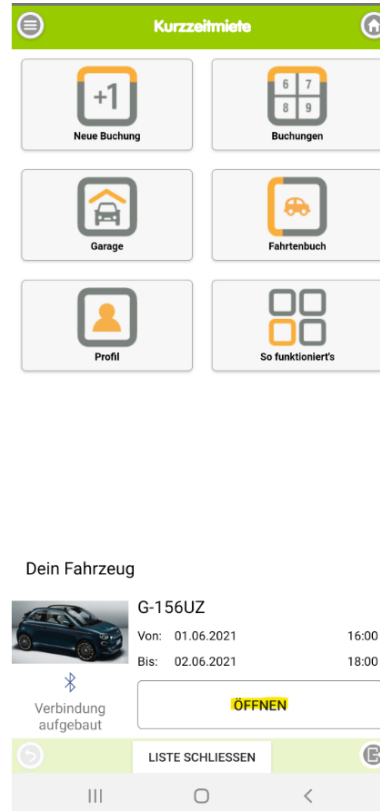 Kurzzeitmiete
+1
6 7
8 9
Neue Buchung
Buchungen
Garage
Fahrtenbuch
Profil
So funktioniert's
Dein Fahrzeug
G-156UZ
Von: 01.06.2021 16:00
Bis: 02.06.2021 18:00
Verbindung
aufgebaut
ÖFFNEN
LISTE SCHLIESSEN